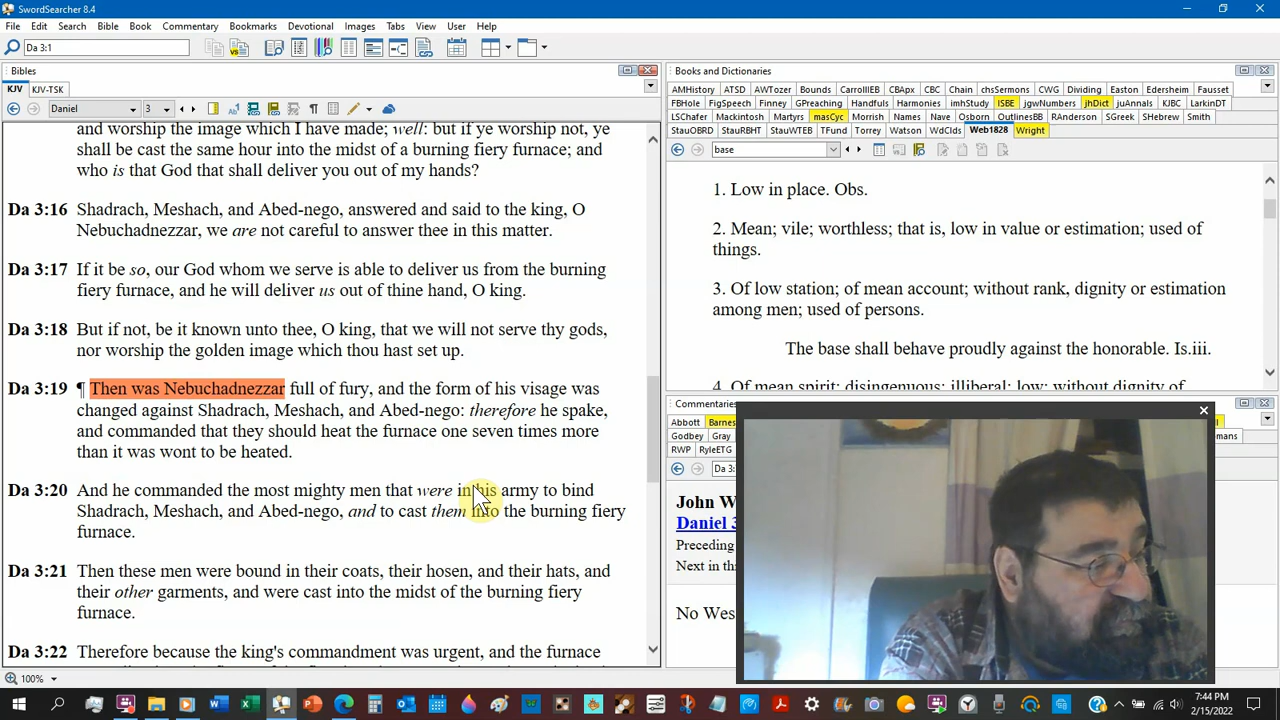 SwordSearcher 8.4
File Edit Search Bible Book Commentary Bookmarks Devotional Images Tabs View User Help
Da 3:1
Bibles
KJV KJV-TSK
Daniel 3
and worship the image which I have made; well: but if ye worship not, ye
shall be cast the same hour into the midst of a burning fiery furnace; and
who is that God that shall deliver you out of my hands?
Da 3:16 Shadrach, Meshach, and Abed-nego, answered and said to the king, O
Nebuchadnezzar, we are not careful to answer thee in this matter.
Da 3:17 If it be so, our God whom we serve is able to deliver us from the burning
fiery furnace, and he will deliver us out of thine hand, O king.
Da 3:18 But if not, be it known unto thee, O king, that we will not serve thy gods,
nor worship the golden image which thou hast set up.
Da 3:19 ¶ Then was Nebuchadnezzar full of fury, and the form of his visage was
changed against Shadrach, Meshach, and Abed-nego: therefore he spake,
and commanded that they should heat the furnace one seven times more
than it was wont to be heated.
Da 3:20 And he commanded the most mighty men that were in his army to bind
Shadrach, Meshach, and Abed-nego, and to cast them into the burning fiery
furnace.
Da 3:21 Then these men were bound in their coats, their hosen, and their hats, and
their other garments, and were cast into the midst of the burning fiery
furnace.
Da 3:22 Therefore because the king's commandment was urgent, and the furnace
100%
Books and Dictionaries
AMHistory ATSD AWTozer Bounds CarrollIEB CBApx CBC Chain chsSermons CWG Dividing Easton Edersheim Fausset
FBHole FigSpeech Finney GPreaching Handfuls Harmonies imhStudy ISBE jgwNumbers jhDict juAnnals KJBC LarkinDT
LSChafer Mackintosh Martyrs masCyc Morrish Names Nave Osborn OutlinesBB RAnderson SGreek SHebrew Smith
StauOBRD StauRBHT StauWTEB TFund Torrey Watson WdClds Web1828 Wright
base
1. Low in place. Obs.
2. Mean; vile; worthless; that is, low in value or estimation; used of
things.
3. Of low station; of mean account; without rank, dignity or estimation
among men; used of persons.
The base shall behave proudly against the honorable. Is.iii.
4. Of mean spirit; disingenuous; illiberal; low; without dignity of
Commentaries
Abbott Barnes
Godbey Gray
RWP RyleEG
Da 3:
John W
Daniel 3
Preceding
Next in th
No Wes
7:44 PM
2/15/2022